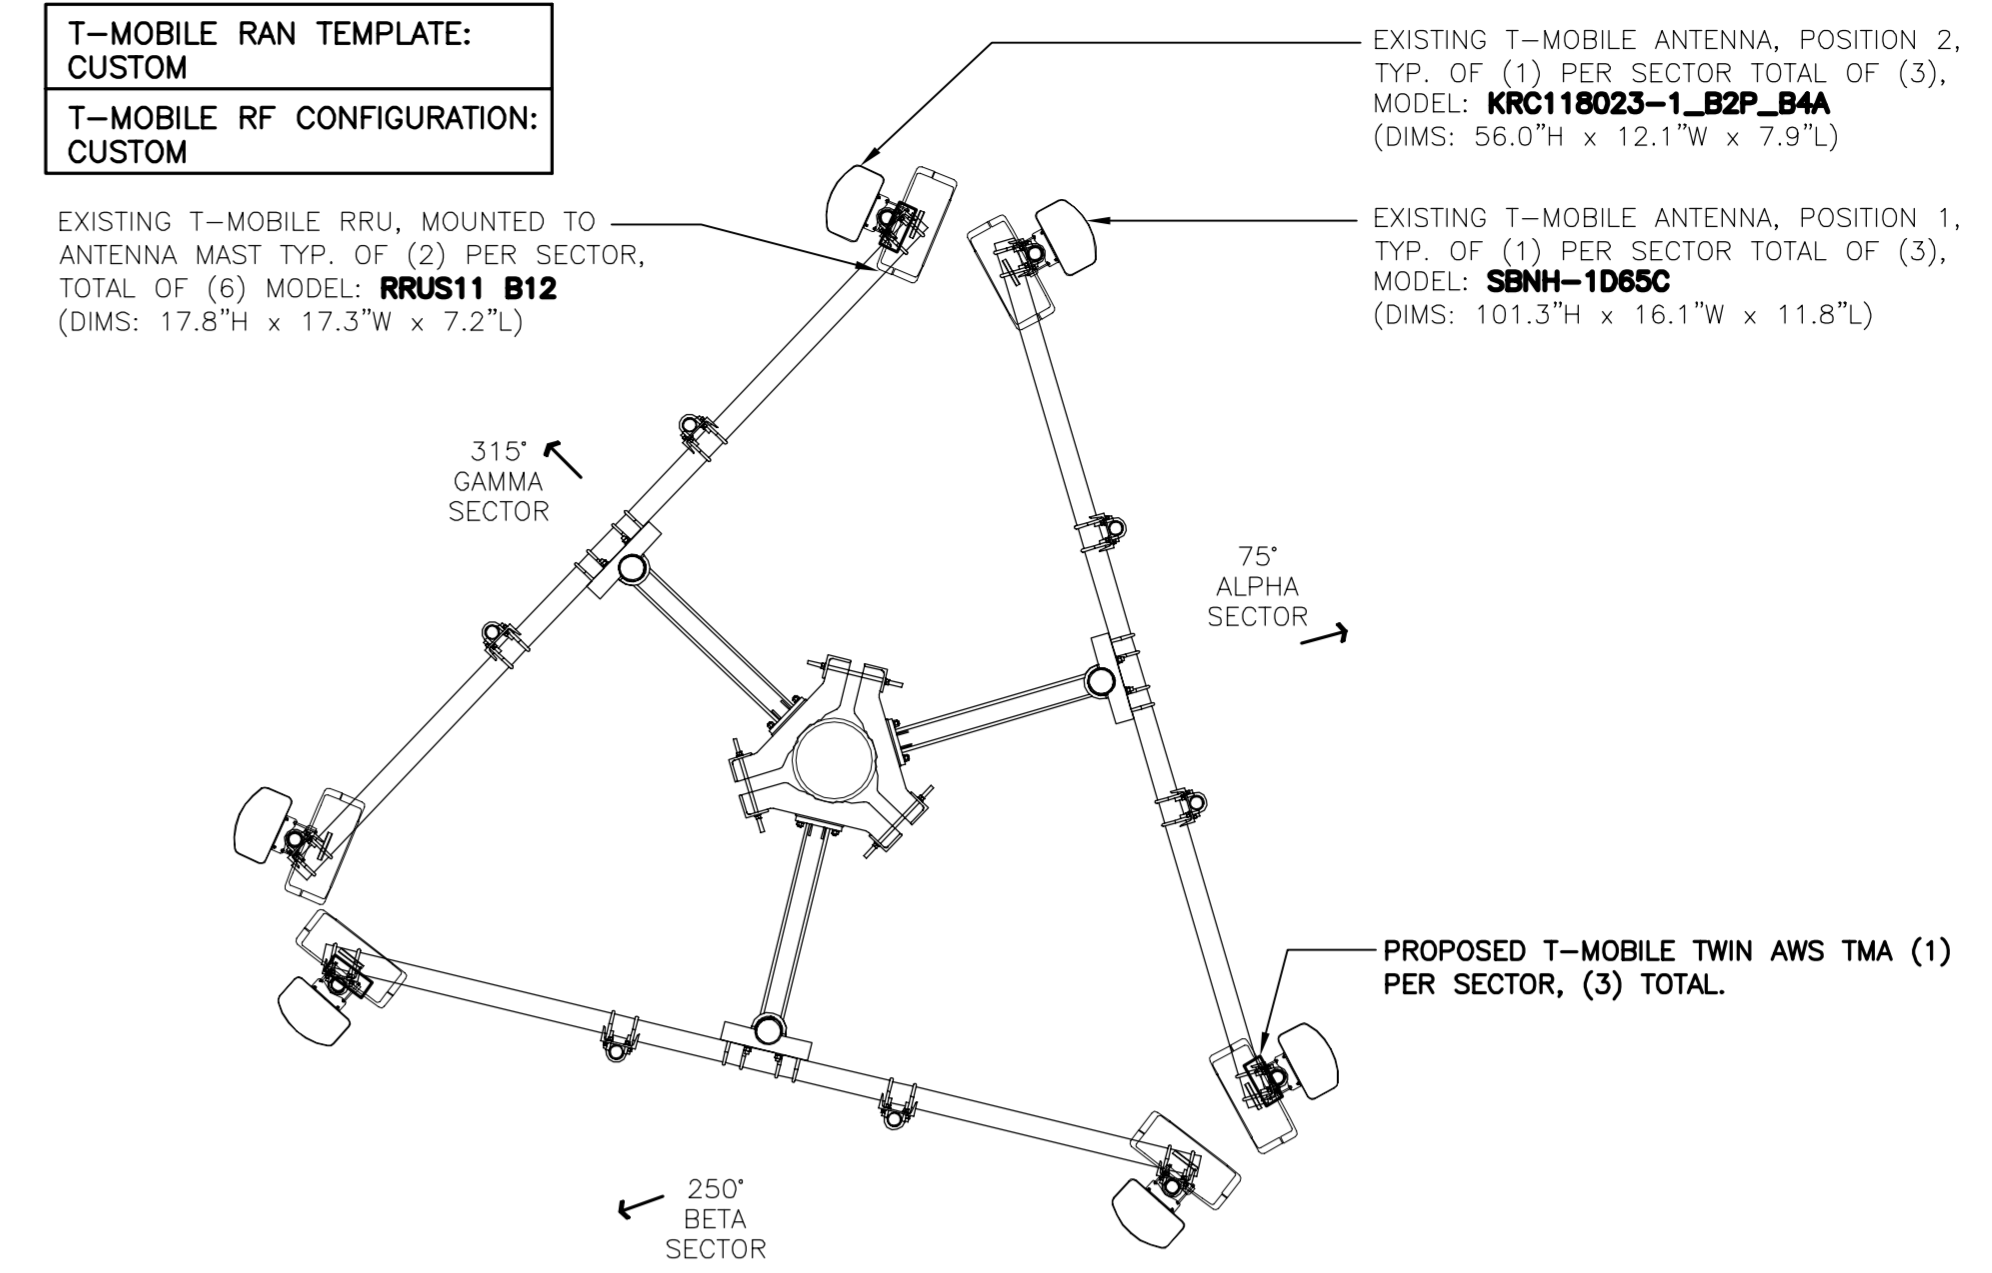 T-MOBILE RAN TEMPLATE:
CUSTOM
T-MOBILE RF CONFIGURATION:
CUSTOM
EXISTING T-MOBILE RRU, MOUNTED TO
ANTENNA MAST TYP. OF (2) PER SECTOR,
TOTAL OF (6) MODEL: RRUS11 B12
(DIMS: 17.8"H x 17.3"W x 7.2"L)
EXISTING T-MOBILE ANTENNA, POSITION 2,
TYP. OF (1) PER SECTOR TOTAL OF (3),
MODEL: KRC118023-1_B2P_B4A
(DIMS: 56.0"H x 12.1"W x 7.9"L)
EXISTING T-MOBILE ANTENNA, POSITION 1,
TYP. OF (1) PER SECTOR TOTAL OF (3),
MODEL: SBNH-1D65C
(DIMS: 101.3"H x 16.1"W x 11.8"L)
315°
GAMMA
SECTOR
75°
ALPHA
SECTOR
PROPOSED T-MOBILE TWIN AWS TMA (1)
PER SECTOR, (3) TOTAL.
250°
BETA
SECTOR